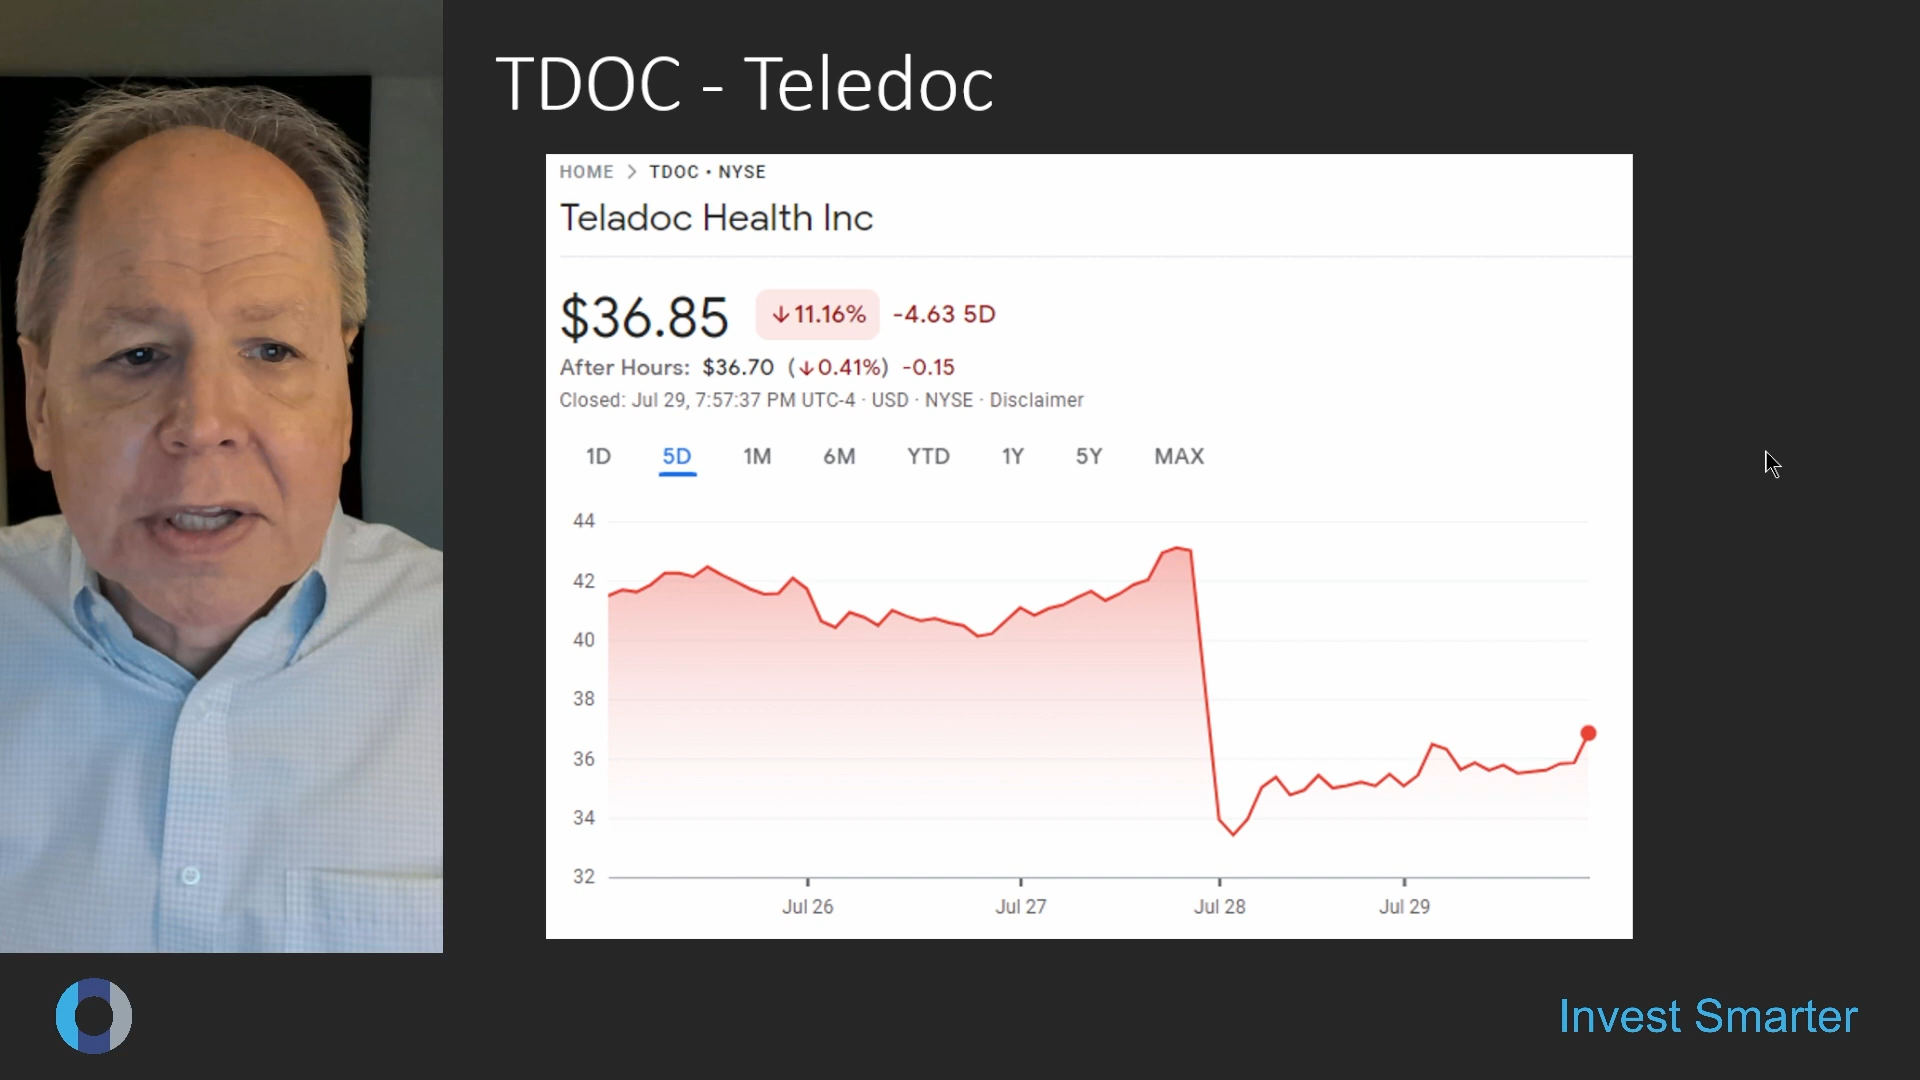 TDOC - Teledoc
HOME > TDOC • NYSE
Teladoc Health Inc
$36.85 ↓11.16% -4.63 5D
After Hours: $36.70 (↓0.41%) -0.15
Closed: Jul 29, 7:57:37 PM UTC-4 · USD · NYSE · Disclaimer
1D 5D 1M 6M YTD 1Y 5Y MAX
44
42
40
38
36
34
32
Jul 26 Jul 27 Jul 28 Jul 29
Invest Smarter